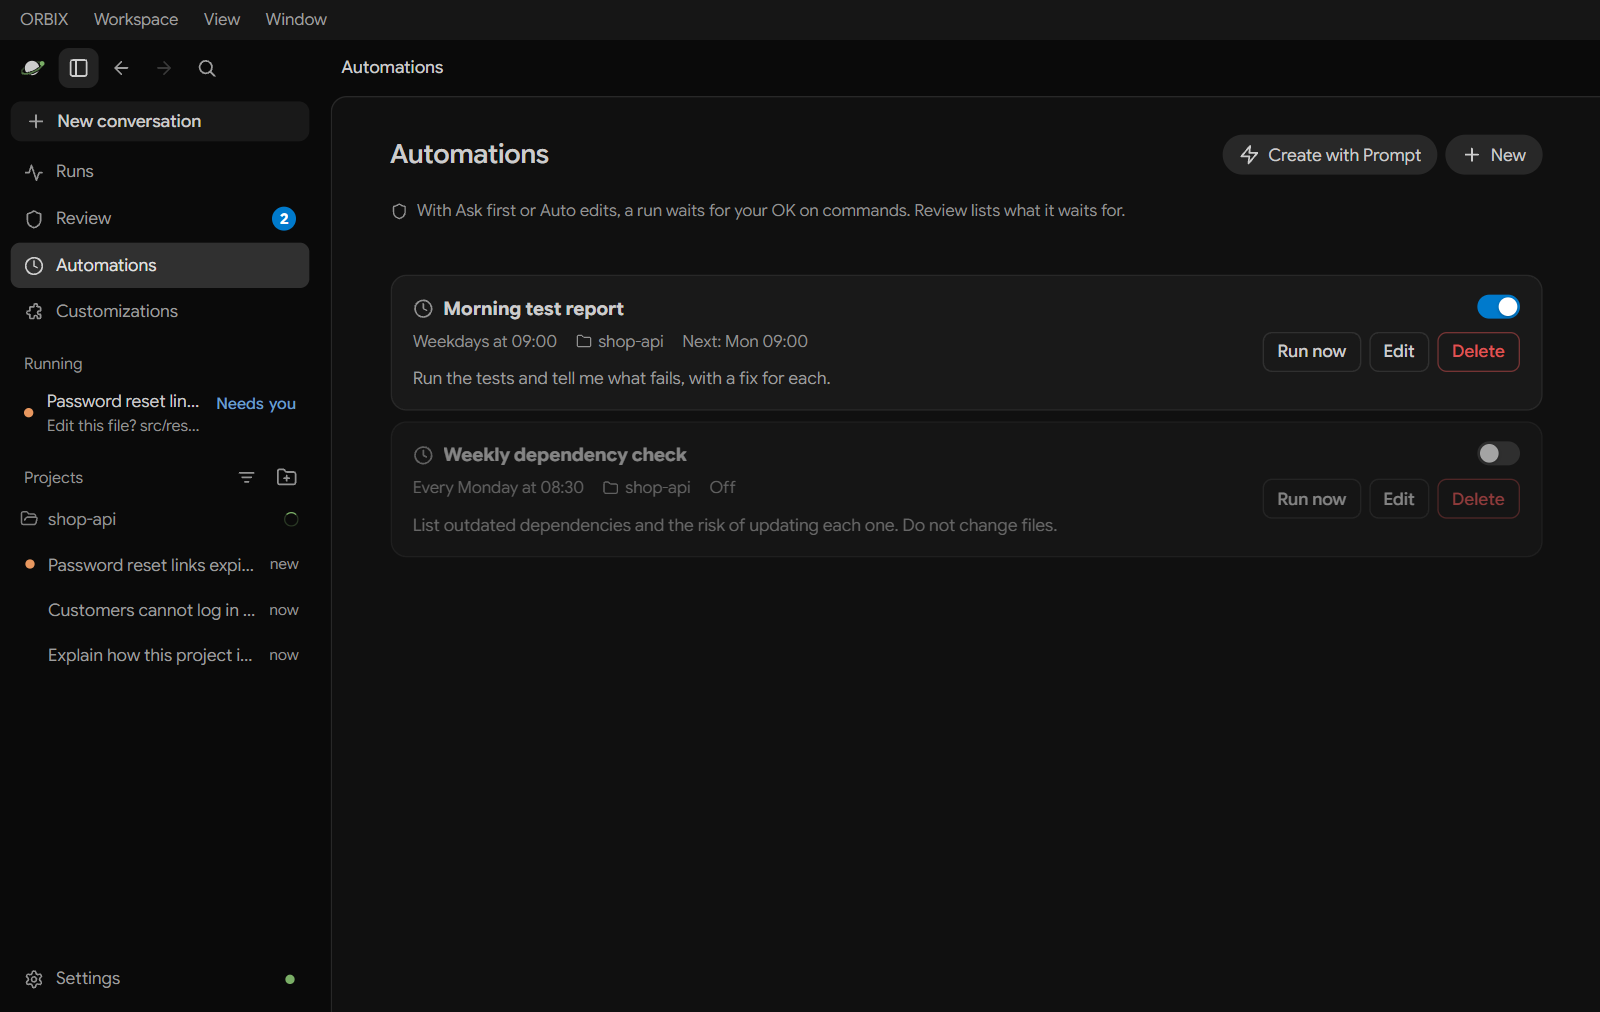 ORBIX Workspace View Window
Automations
New conversation
Runs
Review 2
Automations
Customizations
Running
Password reset lin... Needs you
Edit this file? src/res...
Projects
shop-api
Password reset links expi... new
Customers cannot log in ... now
Explain how this project i... now
Settings
Automations
Create with Prompt
New
With Ask first or Auto edits, a run waits for your OK on commands. Review lists what it waits for.
Morning test report
Weekdays at 09:00 shop-api Next: Mon 09:00
Run the tests and tell me what fails, with a fix for each.
Run now Edit Delete
Weekly dependency check
Every Monday at 08:30 shop-api Off
List outdated dependencies and the risk of updating each one. Do not change files.
Run now Edit Delete